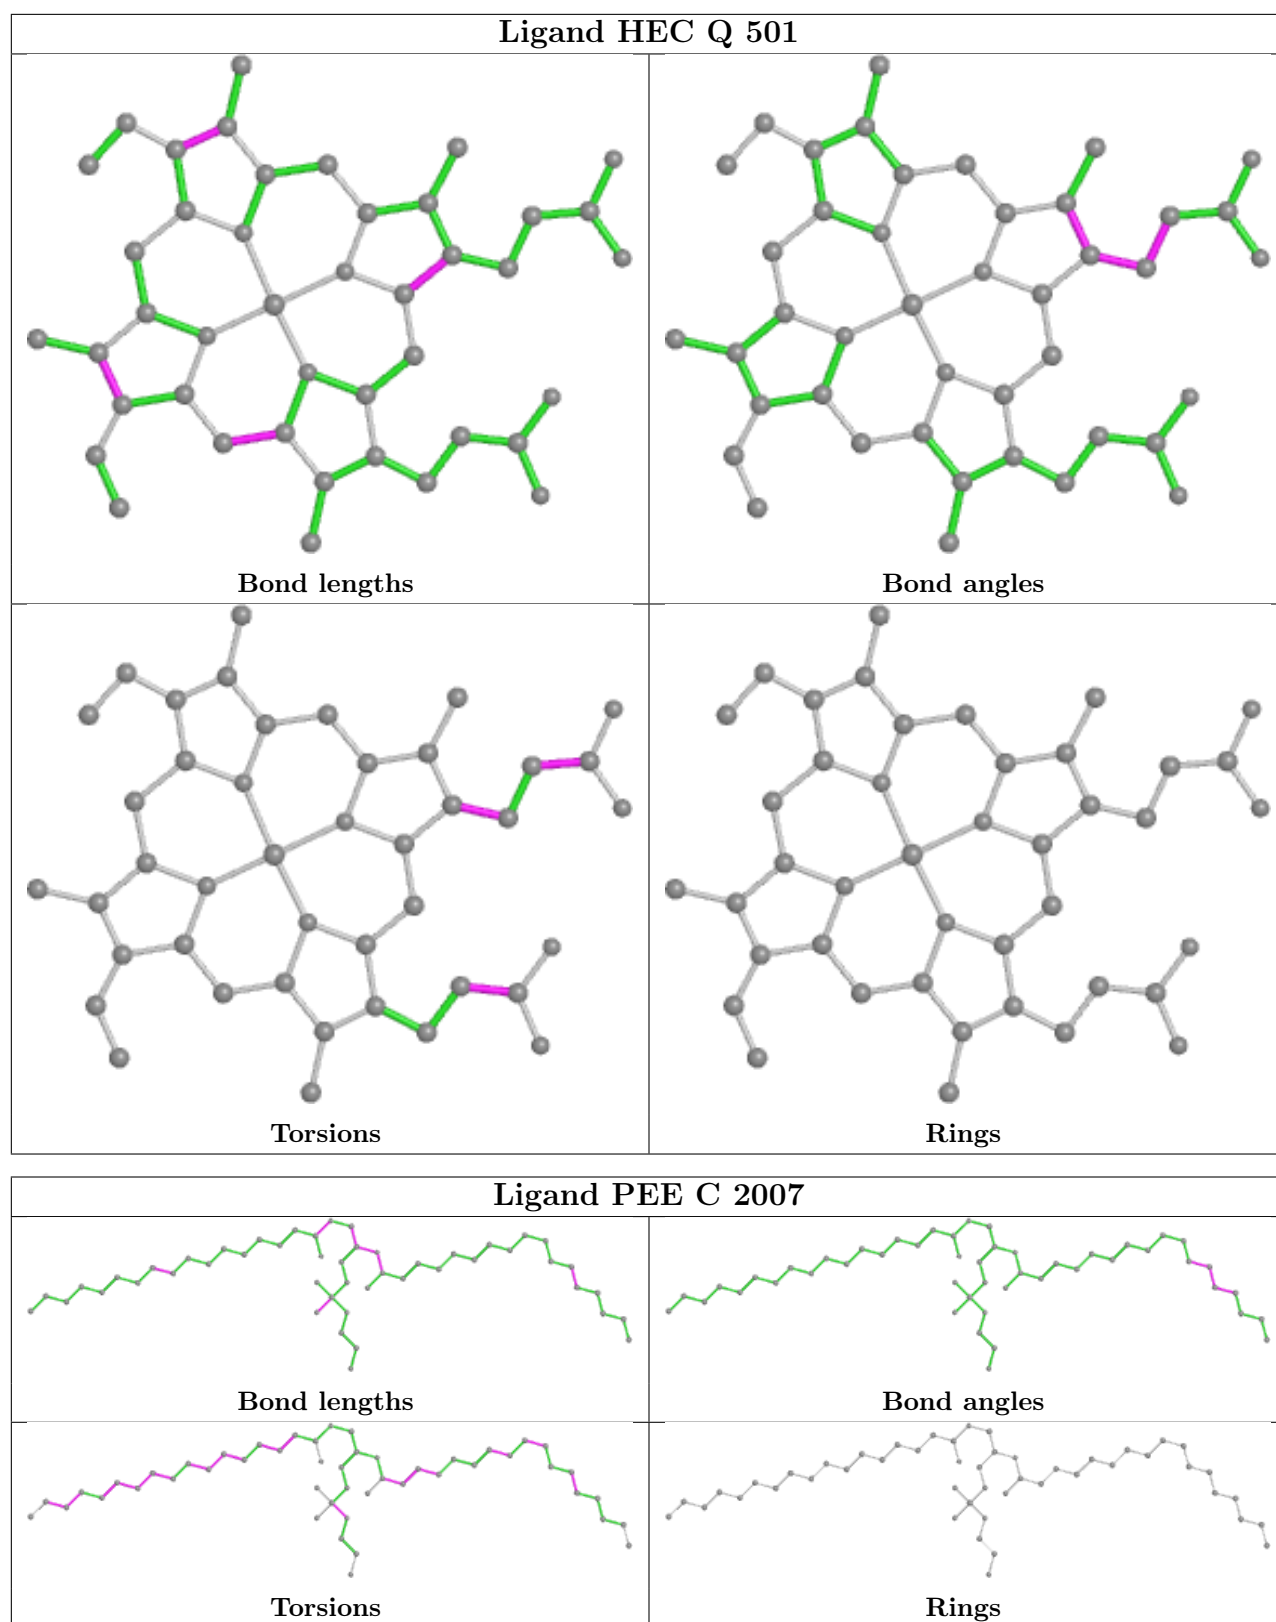 Ligand HEC Q 501
Bond lengths
Bond angles
Torsions
Rings
Ligand PEE C 2007
Bond lengths
Bond angles
Torsions
Rings